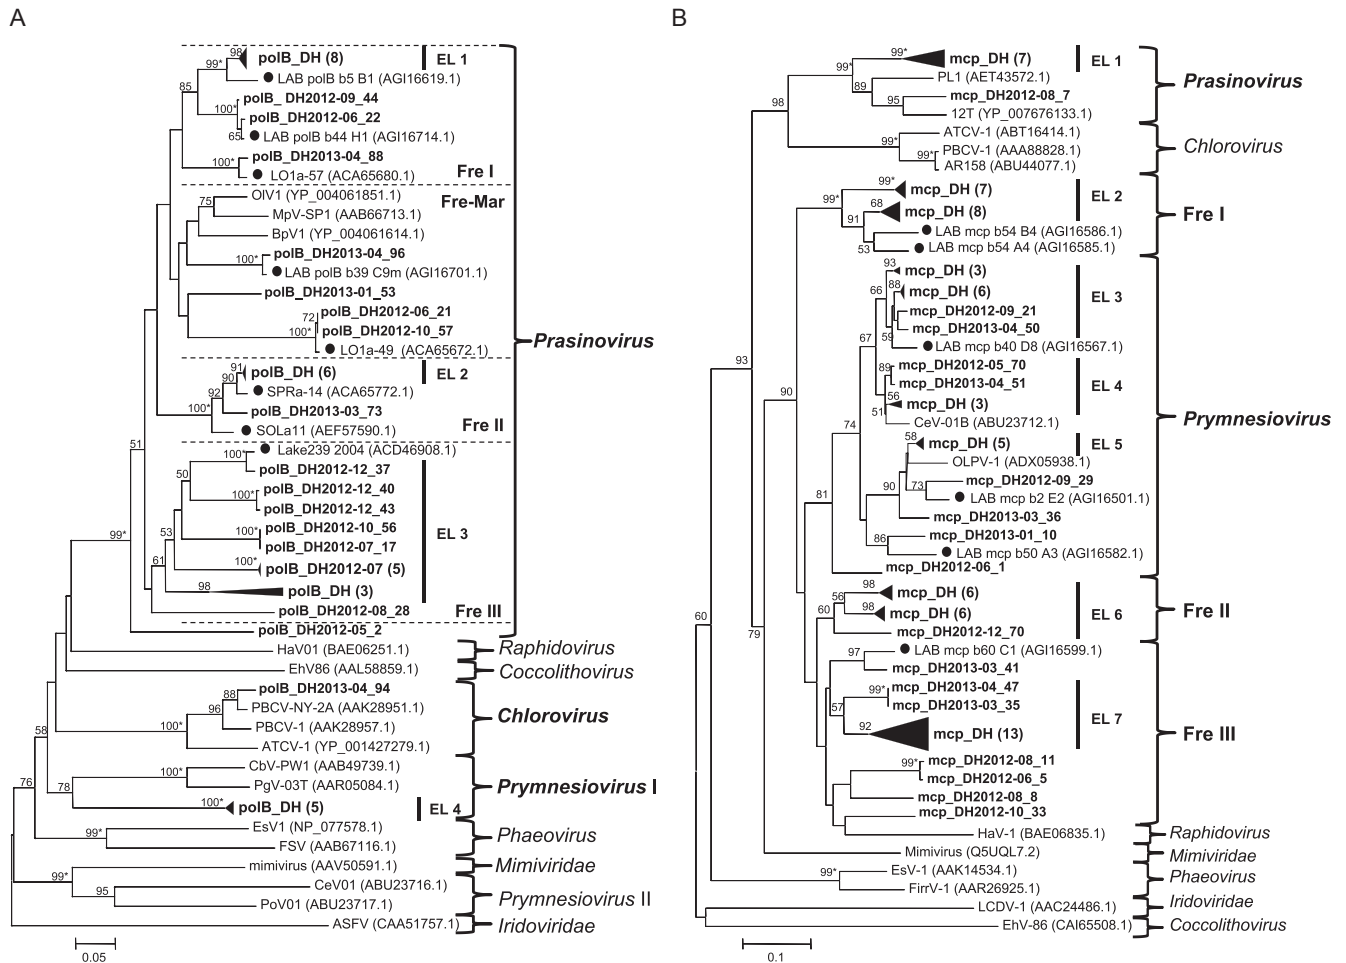 A
98
polB_DH (8)
EL 1
99*
LAB polB b5 B1 (AGI16619.1)
85
polB_ DH2012-09_44
100*
polB_DH2012-06_22
65
LAB polB b44 H1 (AGI16714.1)
polB_DH2013-04_88
100*
LO1a-57 (ACA65680.1)
Fre I
OlV1 (YP_004061851.1)
Fre-Mar
75
MpV-SP1 (AAB66713.1)
BpV1 (YP_004061614.1)
polB_DH2013-04_96
100*
LAB polB b39 C9m (AGI16701.1)
polB_DH2013-01_53
polB_DH2012-06_21
72
polB_DH2012-10_57
100*
LO1a-49 (ACA65672.1)
Prasinovirus
91
polB_DH (6)
EL 2
90
SPRa-14 (ACA65772.1)
92
polB_DH2013-03_73
100*
SOLa11 (AEF57590.1)
Fre II
51
Lake239 2004 (ACD46908.1)
100*
polB_DH2012-12_37
50
polB_DH2012-12_40
100*
polB_DH2012-12_43
polB_DH2012-10_56
100*
EL 3
53
polB_DH2012-07_17
99*
61
100*
polB_DH2012-07 (5)
98
polB_DH (3)
polB_DH2012-08_28
Fre III
polB_DH2012-05_2
HaV01 (BAE06251.1)
Raphidovirus
EhV86 (AAL58859.1)
Coccolithovirus
polB_DH2013-04_94
88
PBCV-NY-2A (AAK28951.1)
96
Chlorovirus
100*
PBCV-1 (AAK28957.1)
58
ATCV-1 (YP_001427279.1)
CbV-PW1 (AAB49739.1)
100*
76
78
PgV-03T (AAR05084.1)
Prymnesiovirus I
100*
polB_DH (5)
EL 4
EsV1 (NP_077578.1)
99*
Phaeovirus
FSV (AAB67116.1)
mimivirus (AAV50591.1)
Mimiviridae
99*
CeV01 (ABU23716.1)
95
Prymnesiovirus II
PoV01 (ABU23717.1)
ASFV (CAA51757.1)
Iridoviridae
0.05
B
99*
mcp_DH (7)
EL 1
99*
PL1 (AET43572.1)
Prasinovirus
89
mcp_DH2012-08_7
95
98
12T (YP_007676133.1)
ATCV-1 (ABT16414.1)
99*
PBCV-1 (AAA88828.1)
Chlorovirus
99*
AR158 (ABU44077.1)
99*
mcp_DH (7)
EL 2
99*
68
mcp_DH (8)
Fre I
91
LAB mcp b54 B4 (AGI16586.1)
53
LAB mcp b54 A4 (AGI16585.1)
93
mcp_DH (3)
66
88
mcp_DH (6)
EL 3
mcp_DH2012-09_21
mcp_DH2013-04_50
67
59
LAB mcp b40 D8 (AGI16567.1)
93
89
mcp_DH2012-05_70
mcp_DH2013-04_51
EL 4
90
56
mcp_DH (3)
51
CeV-01B (ABU23712.1)
Prymnesiovirus
74
58
mcp_DH (5)
EL 5
OLPV-1 (ADX05938.1)
90
73
mcp_DH2012-09_29
81
LAB mcp b2 E2 (AGI16501.1)
mcp_DH2013-03_36
mcp_DH2013-01_10
86
LAB mcp b50 A3 (AGI16582.1)
mcp_DH2012-06_1
98
mcp_DH (6)
56
60
98
mcp_DH (6)
EL 6
Fre II
60
79
mcp_DH2012-12_70
97
LAB mcp b60 C1 (AGI16599.1)
mcp_DH2013-03_41
99*
mcp_DH2013-04_47
57
mcp_DH2013-03_35
EL 7
92
mcp_DH (13)
Fre III
99*
mcp_DH2012-08_11
mcp_DH2012-06_5
mcp_DH2012-08_8
mcp_DH2012-10_33
HaV-1 (BAE06835.1)
Raphidovirus
Mimivirus (Q5UQL7.2)
Mimiviridae
99*
EsV-1 (AAK14534.1)
Phaeovirus
FirrV-1 (AAR26925.1)
LCDV-1 (AAC24486.1)
Iridoviridae
EhV-86 (CAI65508.1)
Coccolithovirus
0.1